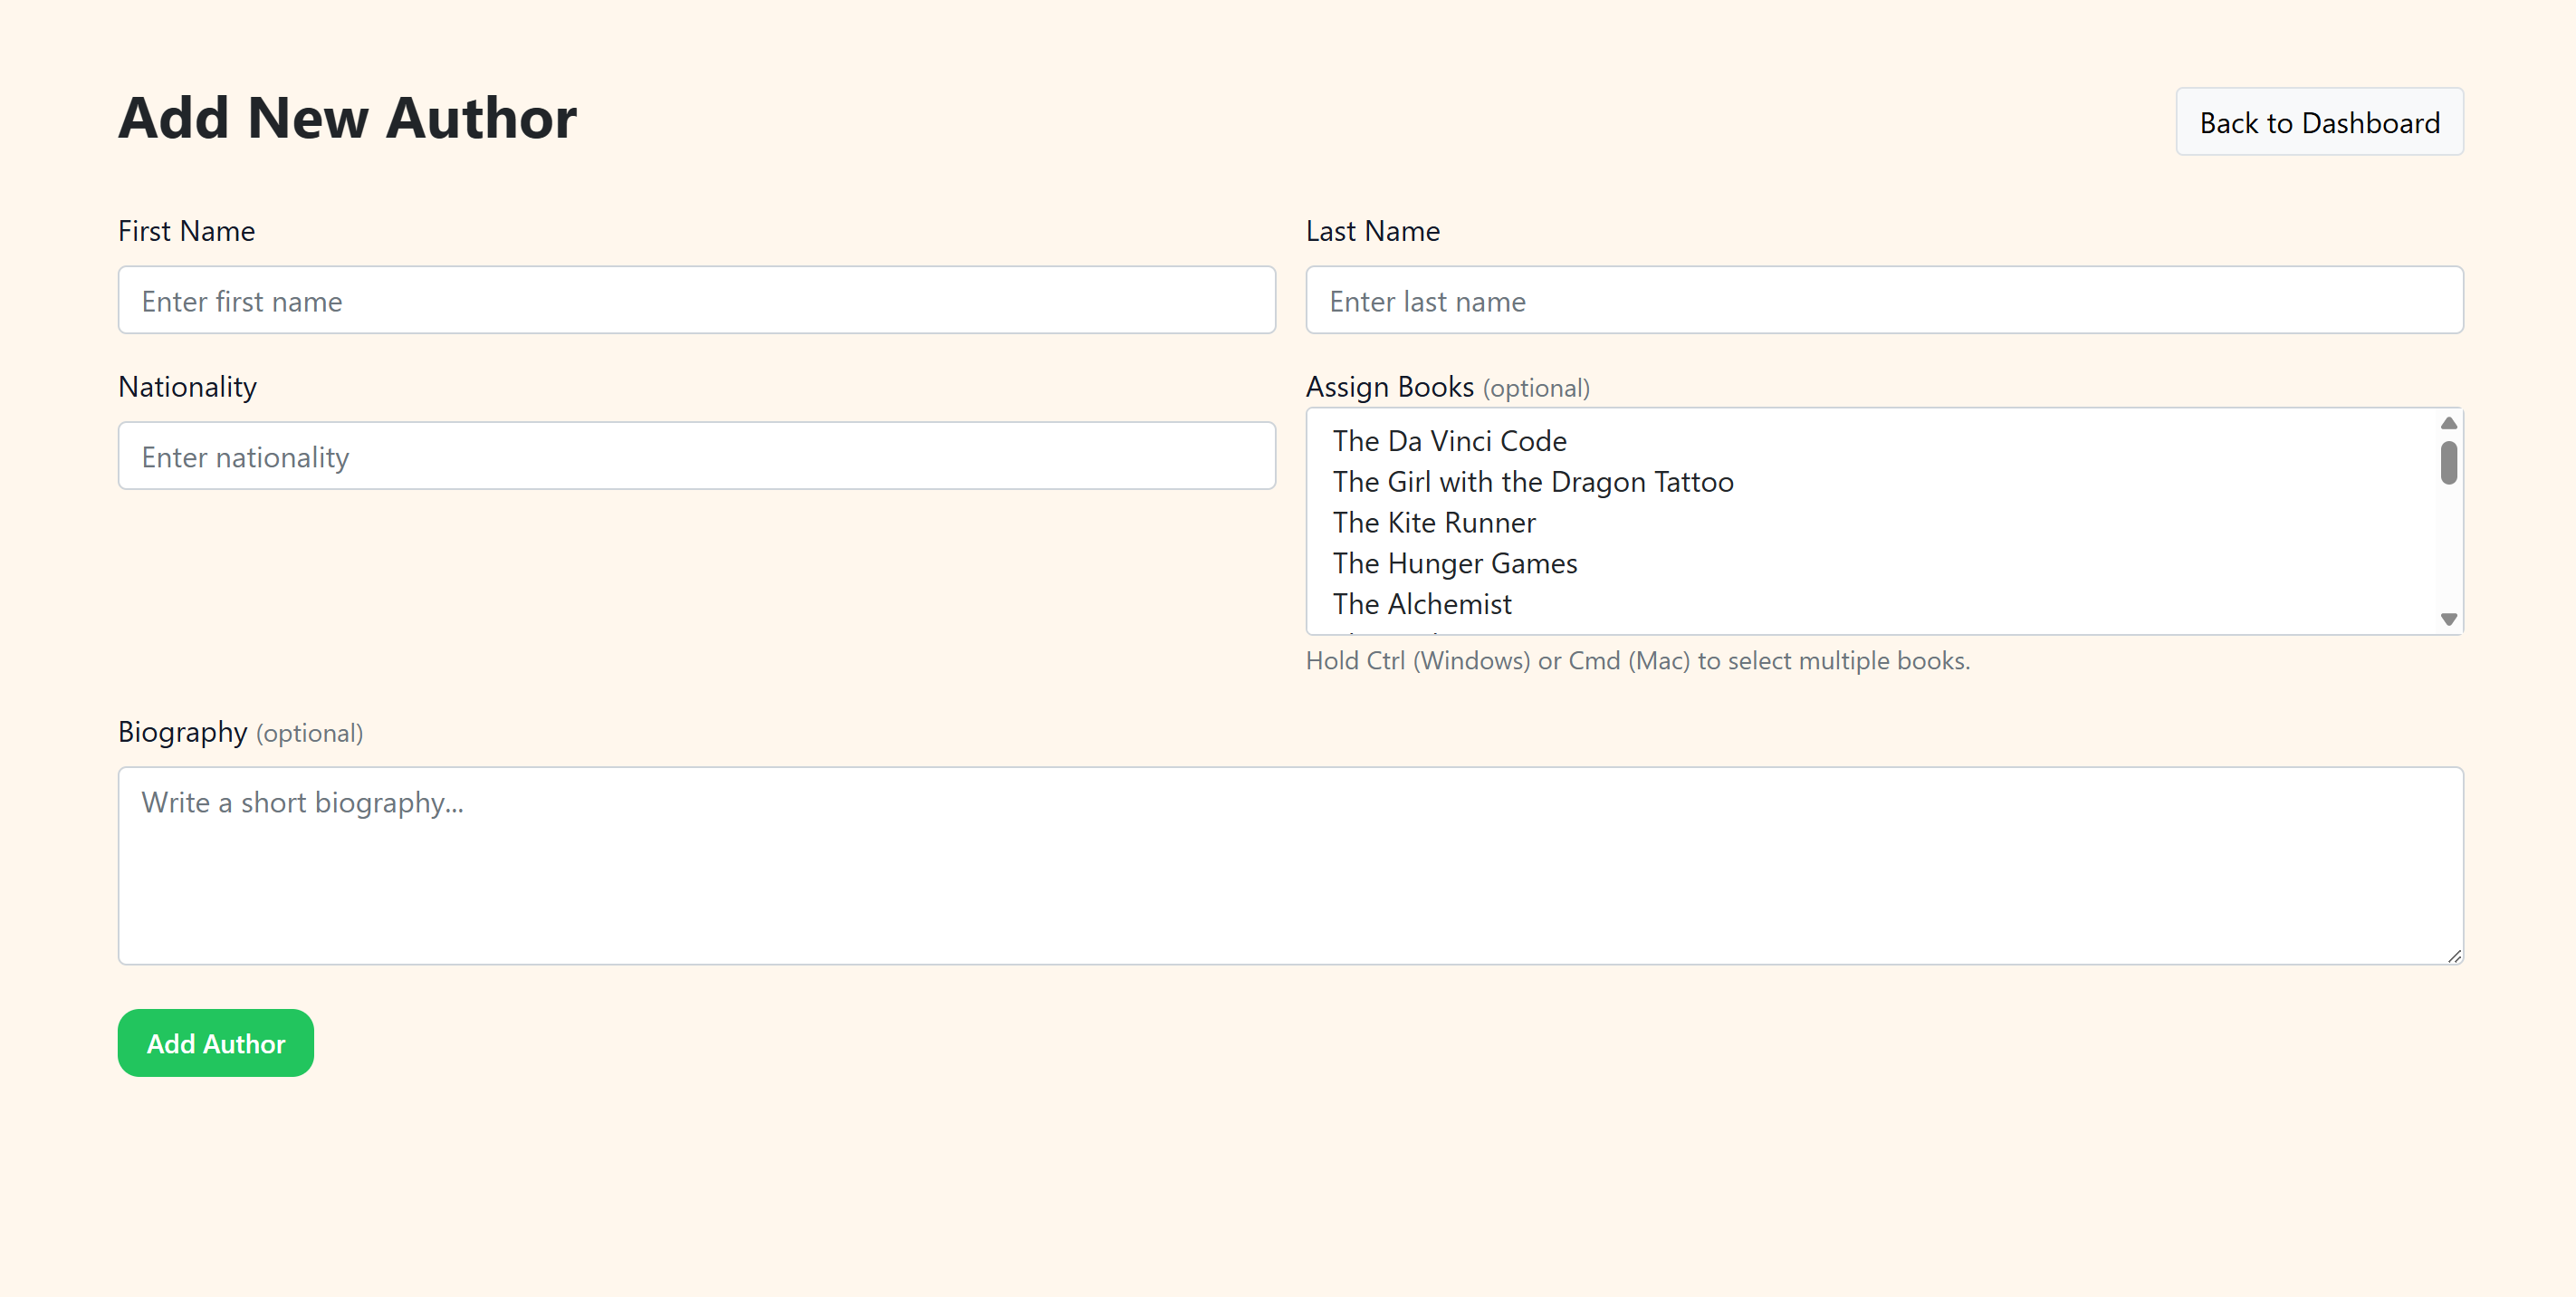 Add New Author
Back to Dashboard
First Name
Last Name
Enter first name
Enter last name
Nationality
Assign Books (optional)
Enter nationality
The Da Vinci Code
The Girl with the Dragon Tattoo
The Kite Runner
The Hunger Games
The Alchemist
Hold Ctrl (Windows) or Cmd (Mac) to select multiple books.
Biography (optional)
Write a short biography...
Add Author